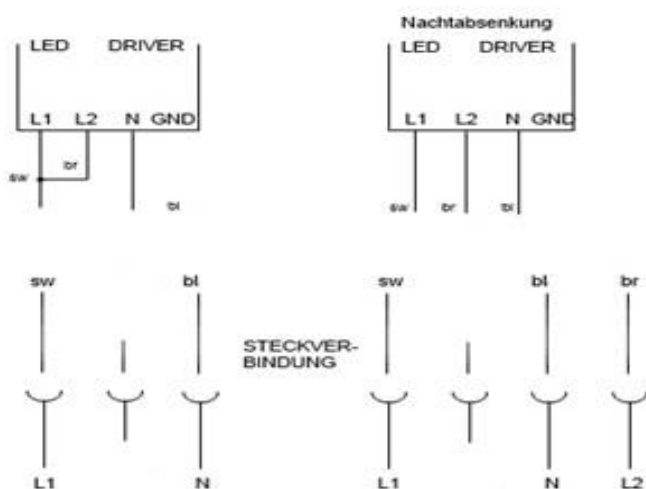 Nachtabsenkung
LED DRIVER
L1 L2 N GND
sw br bl
LED DRIVER
L1 L2 N GND
sw br bl
sw bl
STECKVER-
BINDUNG
L1 N
sw bl br
L1 N L2